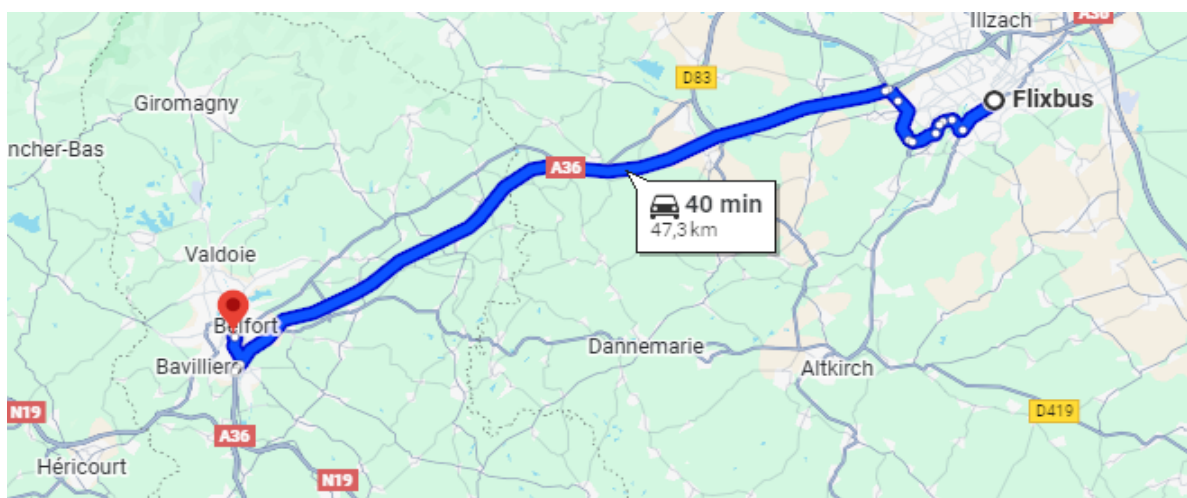 Illzach
A36
D83
Giromagny
Flixbus
ncher-Bas
A36
40 min
47,3 km
Valdoie
Belfort
Dannemarie
Bavilliers
Altkirch
N19
D419
A36
Héricourt
N19